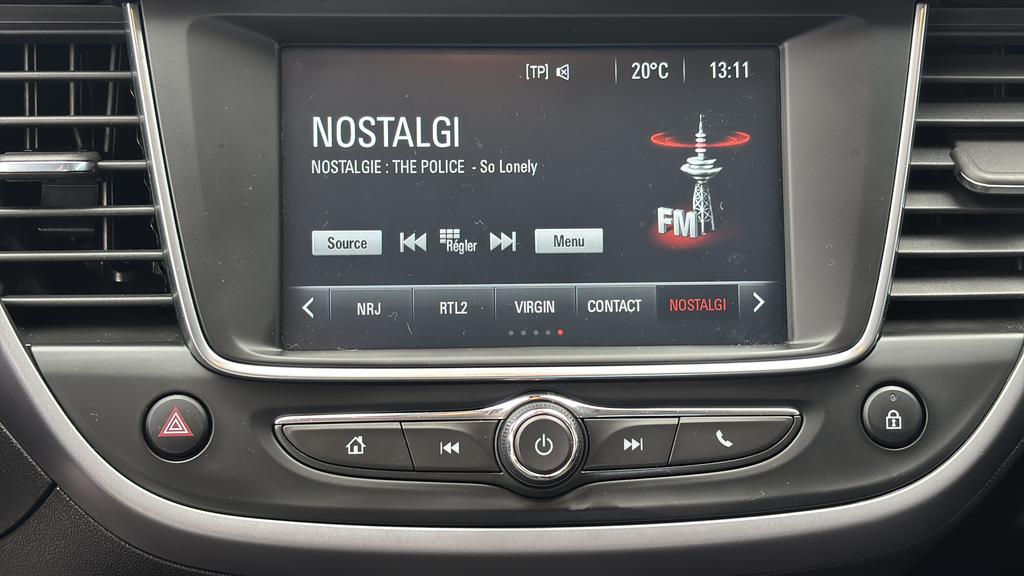 [TP] 20°C 13:11
NOSTALGI
NOSTALGIE : THE POLICE - So Lonely
FM
Source Régler Menu
NRJ RTL2 VIRGIN CONTACT NOSTALGI